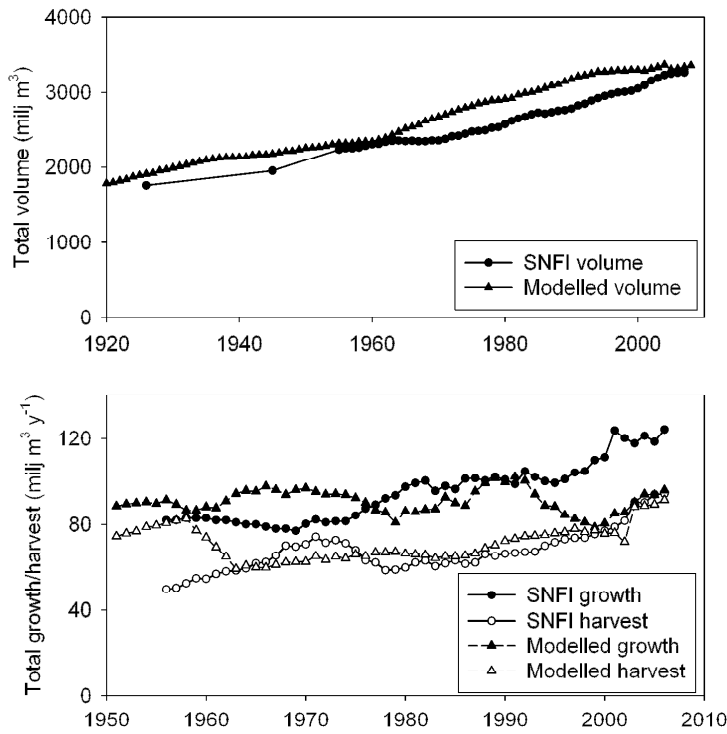 4000
3000
2000
1000
0
Total volume (milj m³)
SNFI volume
Modelled volume
1920
1940
1960
1980
2000
120
80
40
0
Total growth/harvest (milj m³ y⁻¹)
SNFI growth
SNFI harvest
Modelled growth
Modelled harvest
1950
1960
1970
1980
1990
2000
2010